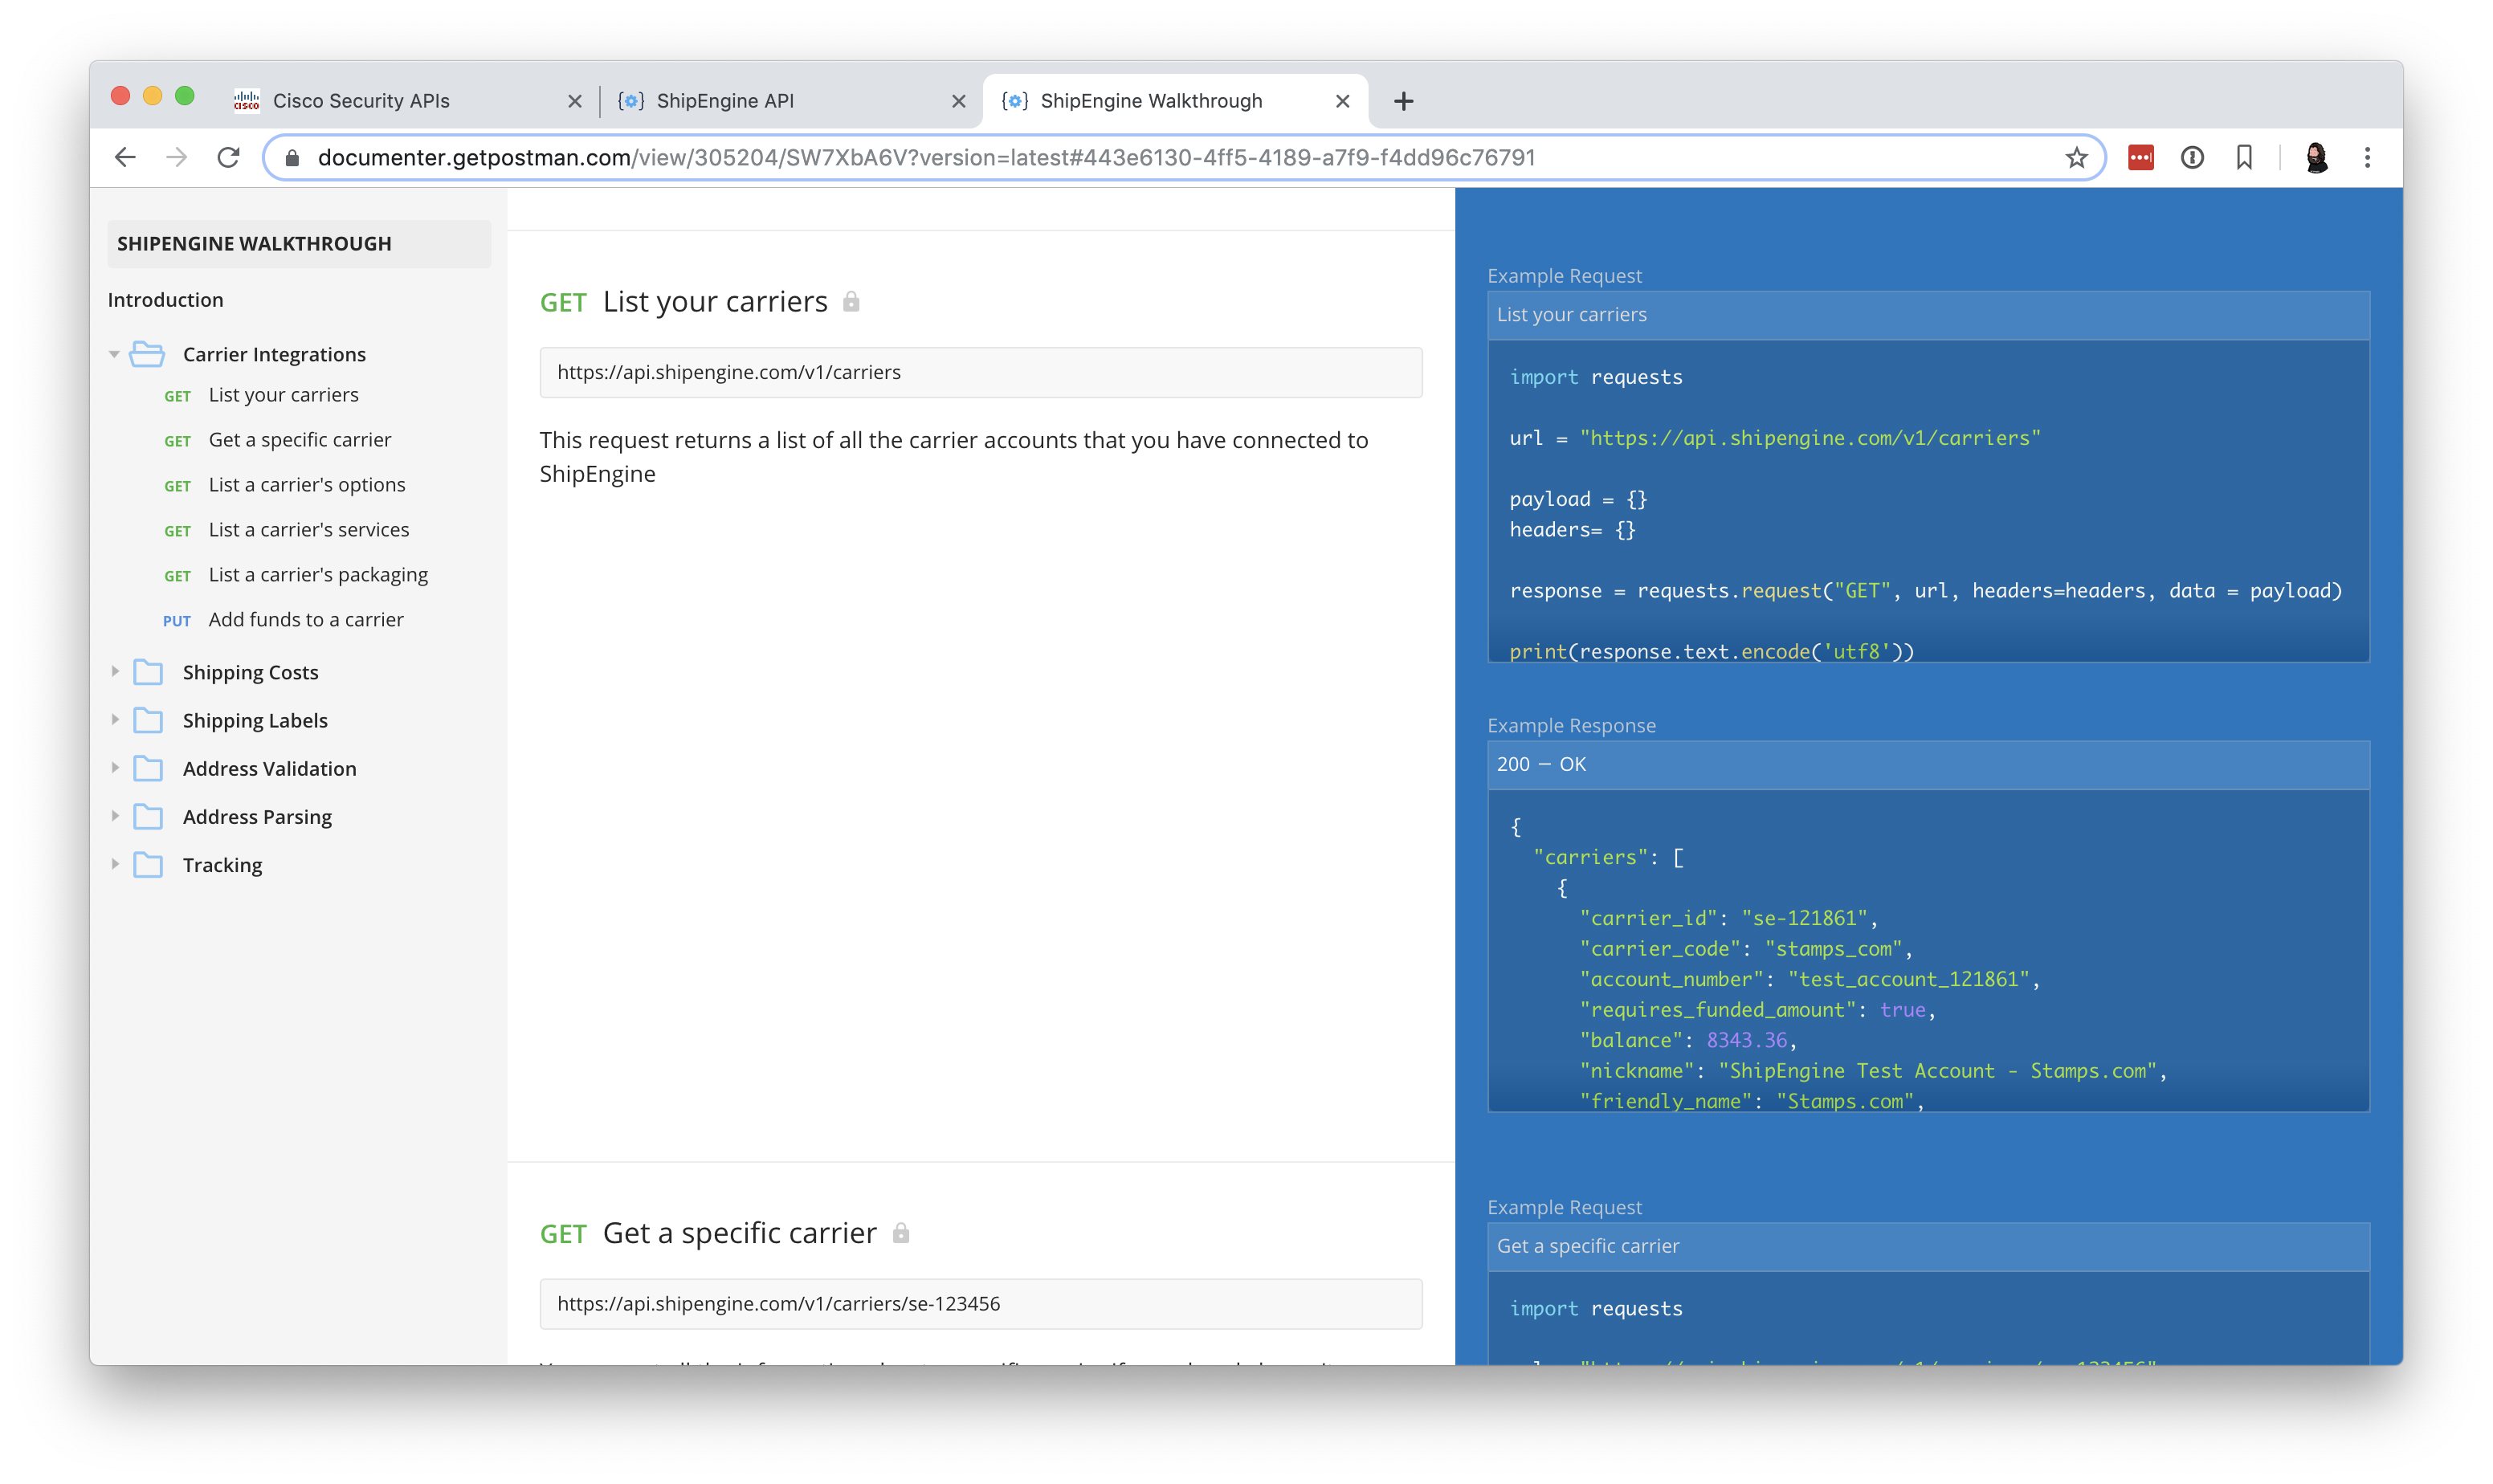 CISCO
Cisco Security APIs
ShipEngine API
ShipEngine Walkthrough
documenter.getpostman.com/view/305204/SW7XbA6V?version=latest#443e6130-4ff5-4189-a7f9-f4dd96c76791
SHIPENGINE WALKTHROUGH
Introduction
Carrier Integrations
GET List your carriers
GET Get a specific carrier
GET List a carrier's options
GET List a carrier's services
GET List a carrier's packaging
PUT Add funds to a carrier
Shipping Costs
Shipping Labels
Address Validation
Address Parsing
Tracking
GET List your carriers
https://api.shipengine.com/v1/carriers
This request returns a list of all the carrier accounts that you have connected to
ShipEngine
GET Get a specific carrier
https://api.shipengine.com/v1/carriers/se-123456
Example Request
List your carriers
import requests
url = "https://api.shipengine.com/v1/carriers"
payload = {}
headers= {}
response = requests.request("GET", url, headers=headers, data = payload)
print(response.text.encode('utf8'))
Example Response
200 — OK
{
"carriers": [
{
"carrier_id": "se-121861",
"carrier_code": "stamps_com",
"account_number": "test_account_121861",
"requires_funded_amount": true,
"balance": 8343.36,
"nickname": "ShipEngine Test Account - Stamps.com",
"friendly_name": "Stamps.com",
Example Request
Get a specific carrier
import requests